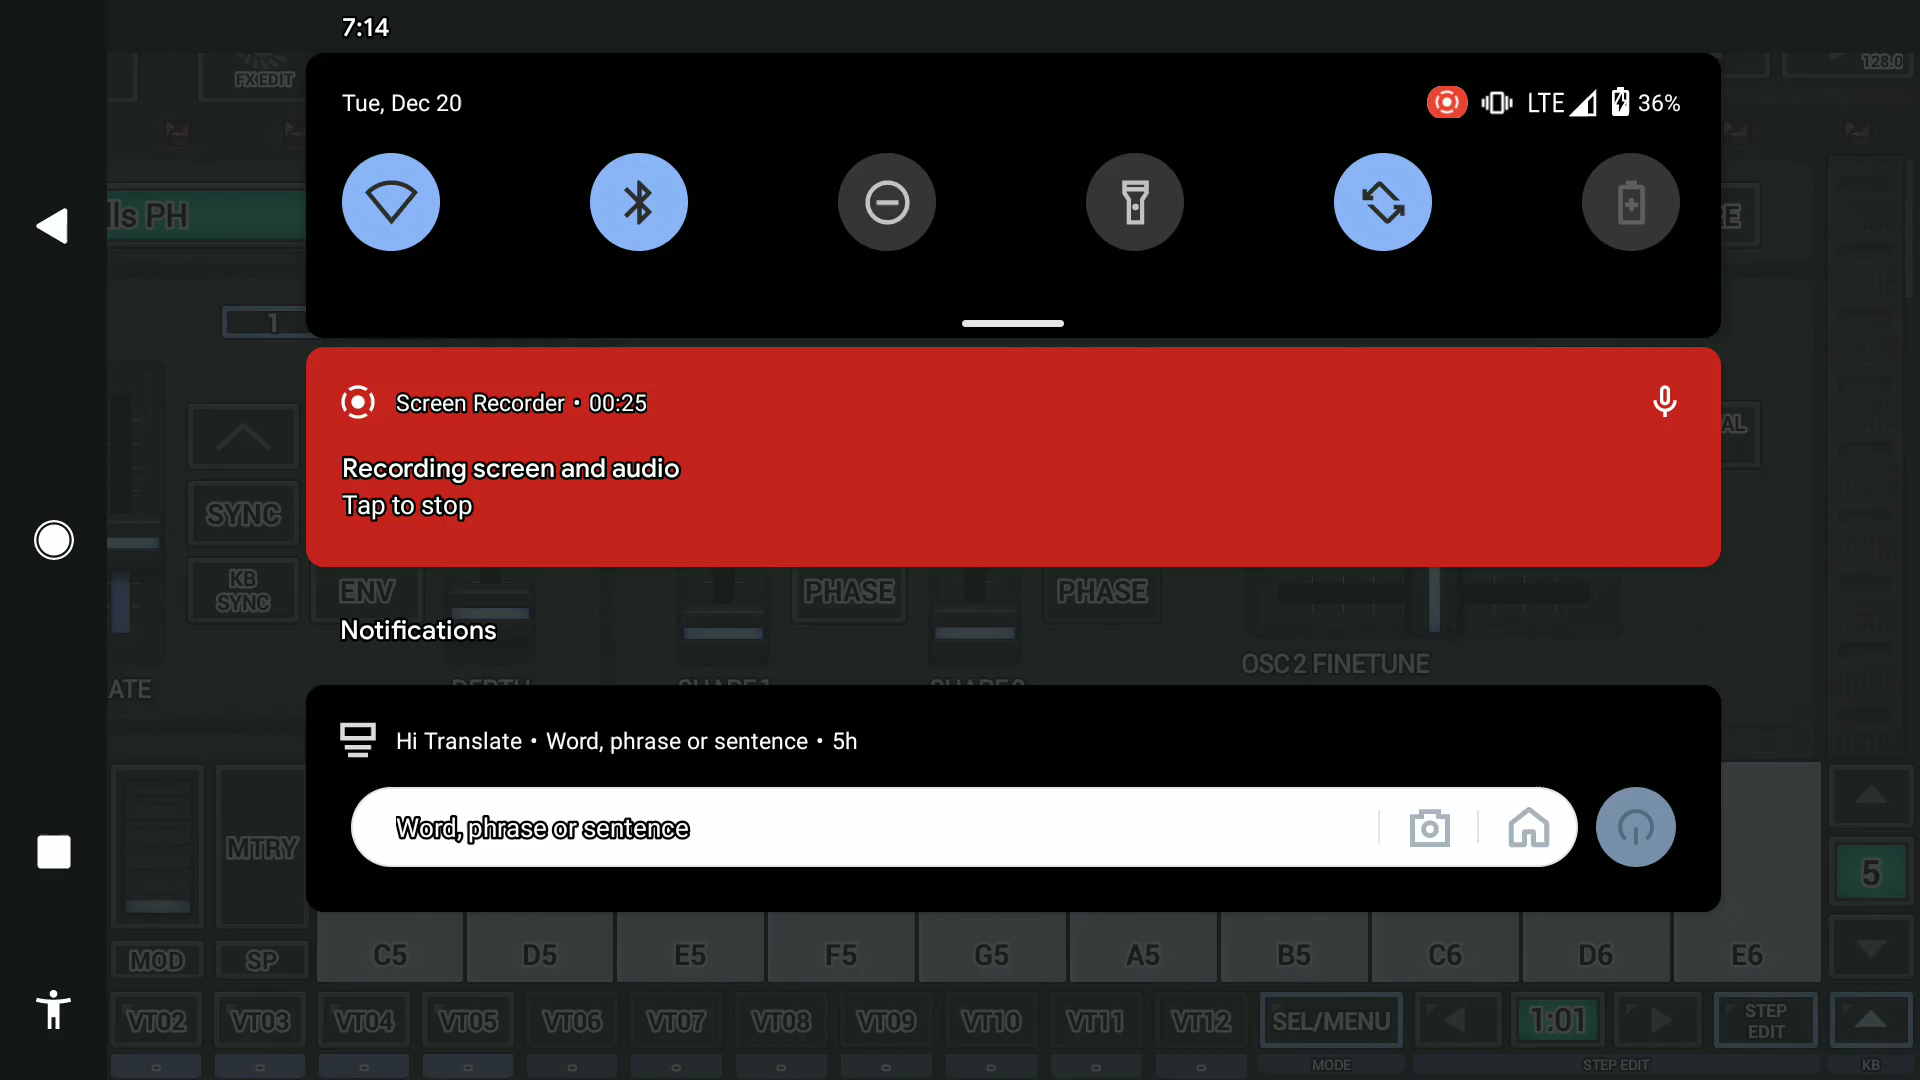 7:14
FX EDIT
128.0
Tue, Dec 20
LTE
36%
lls PH
1
Screen Recorder • 00:25
Recording screen and audio
Tap to stop
SYNC
KB
SYNC
ENV
PHASE
PHASE
Notifications
OSC 2 FINETUNE
Hi Translate • Word, phrase or sentence • 5h
Word, phrase or sentence
MTRY
5
MOD
SP
C5
D5
E5
F5
G5
A5
B5
C6
D6
E6
VT02
VT03
VT04
VT05
VT06
VT07
VT08
VT09
VT10
VT11
VT12
SEL/MENU
1:01
STEP
EDIT
MODE
STEP EDIT
KB